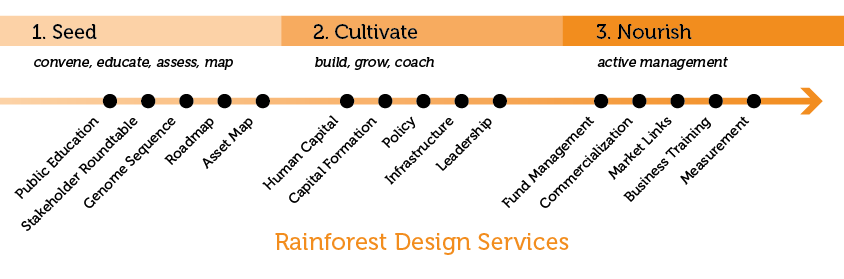 1. Seed
2. Cultivate
3. Nourish
convene, educate, assess, map
build, grow, coach
active management
Public Education
Stakeholder Roundtable
Genome Sequence
Roadmap
Asset Map
Human Capital
Capital Formation
Policy
Infrastructure
Leadership
Fund Management
Commercialization
Market Links
Business Training
Measurement
Rainforest Design Services